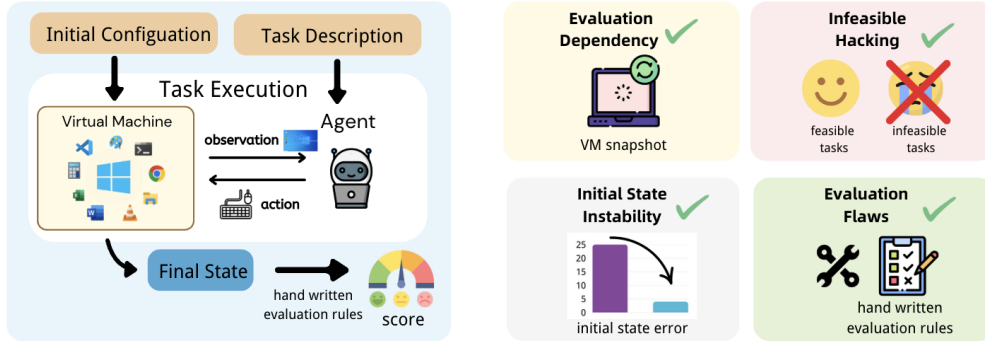 Initial Configuation
Task Description
Task Execution
Virtual Machine
observation
action
Agent
Final State
hand written
evaluation rules
score
Evaluation
Dependency
VM snapshot
Infeasible
Hacking
feasible
tasks
infeasible
tasks
Initial State
Instability
25
20
15
10
5
0
initial state error
Evaluation
Flaws
hand written
evaluation rules